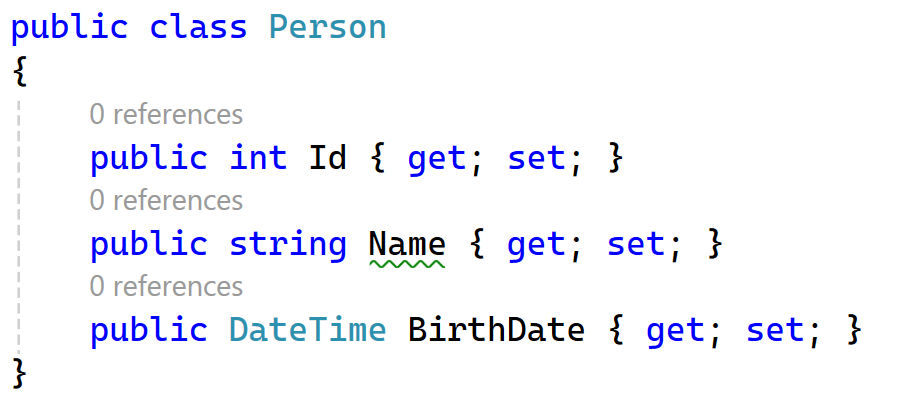 public class Person
{
0 references
public int Id { get; set; }
0 references
public string Name { get; set; }
0 references
public DateTime BirthDate { get; set; }
}